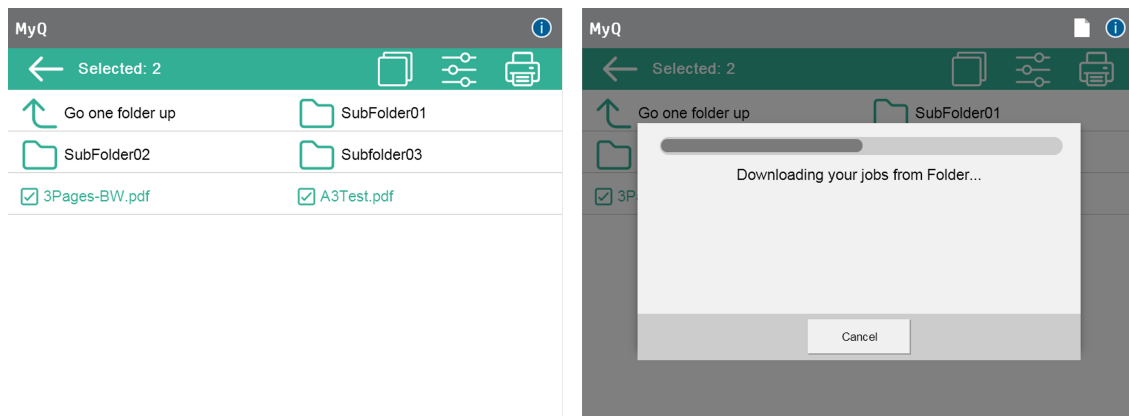 MyQ
Selected: 2
Go one folder up SubFolder01
SubFolder02 Subfolder03
3Pages-BW.pdf A3Test.pdf
MyQ
Selected: 2
Go one folder up SubFolder01
3P
Downloading your jobs from Folder...
Cancel